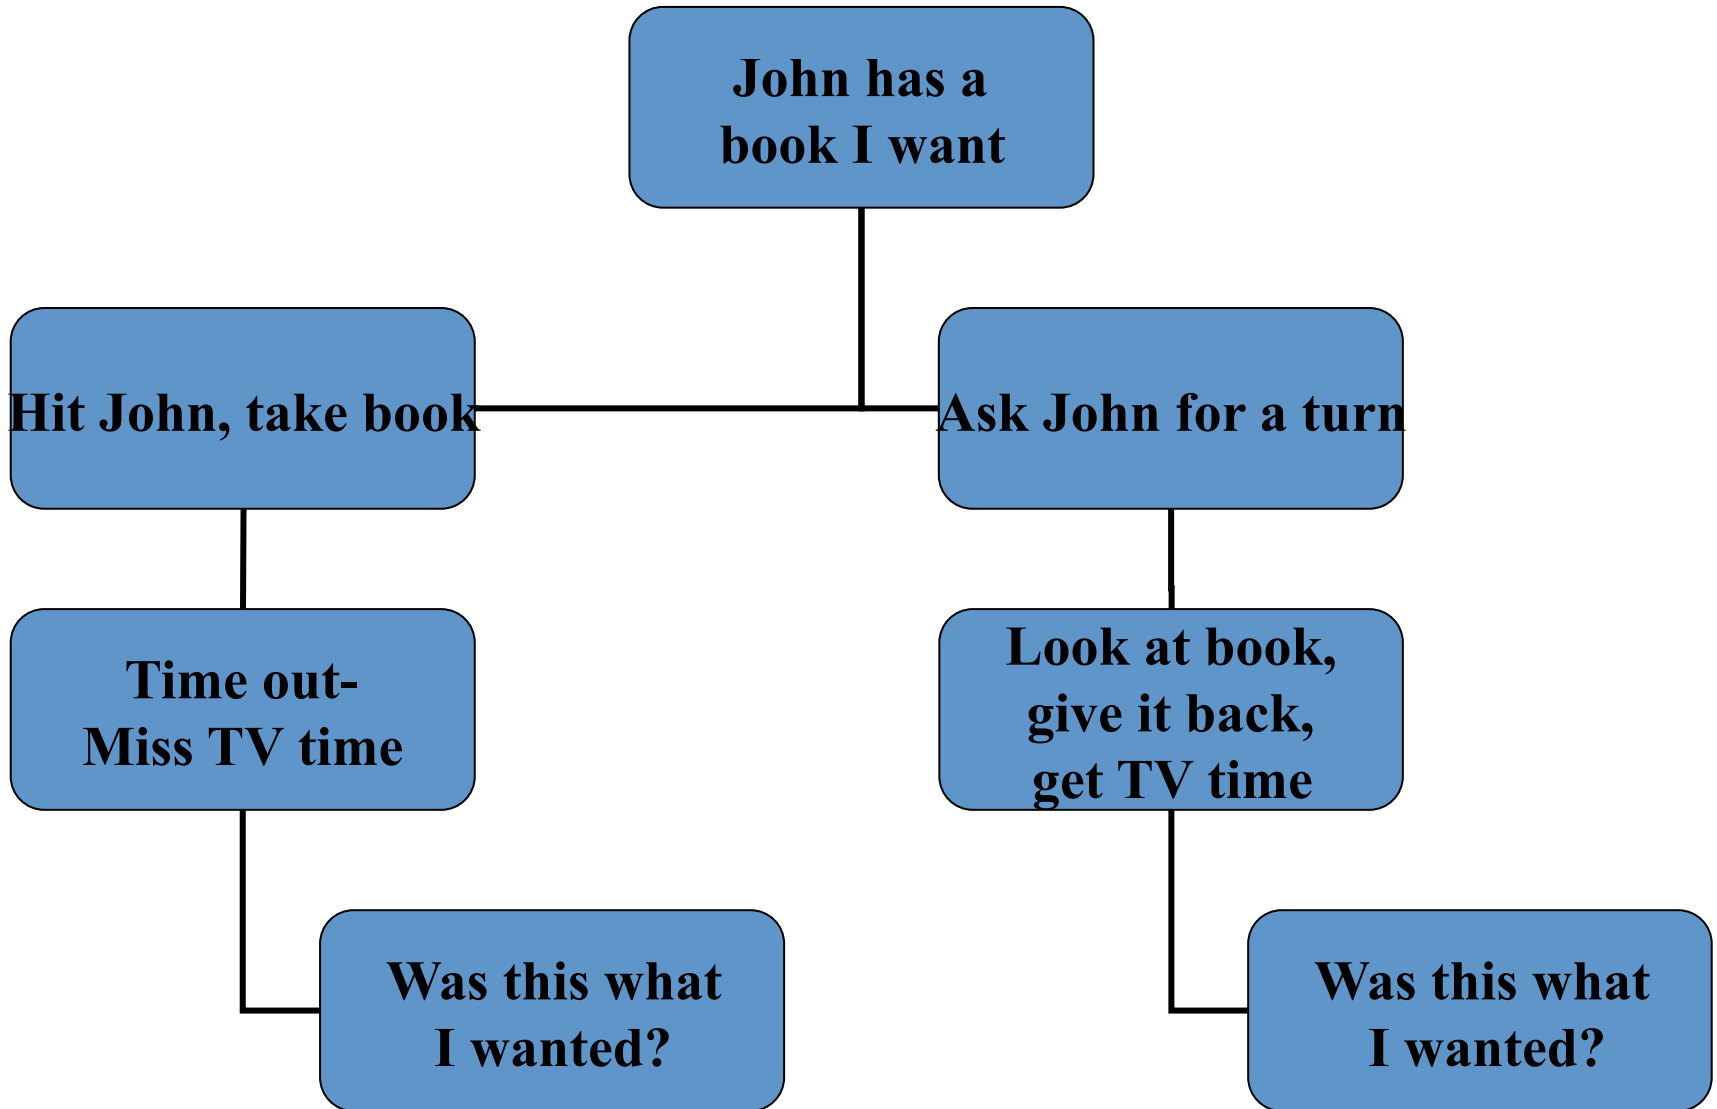 John has a
book I want
Hit John, take book
Ask John for a turn
Time out-
Miss TV time
Look at book,
give it back,
get TV time
Was this what
I wanted?
Was this what
I wanted?